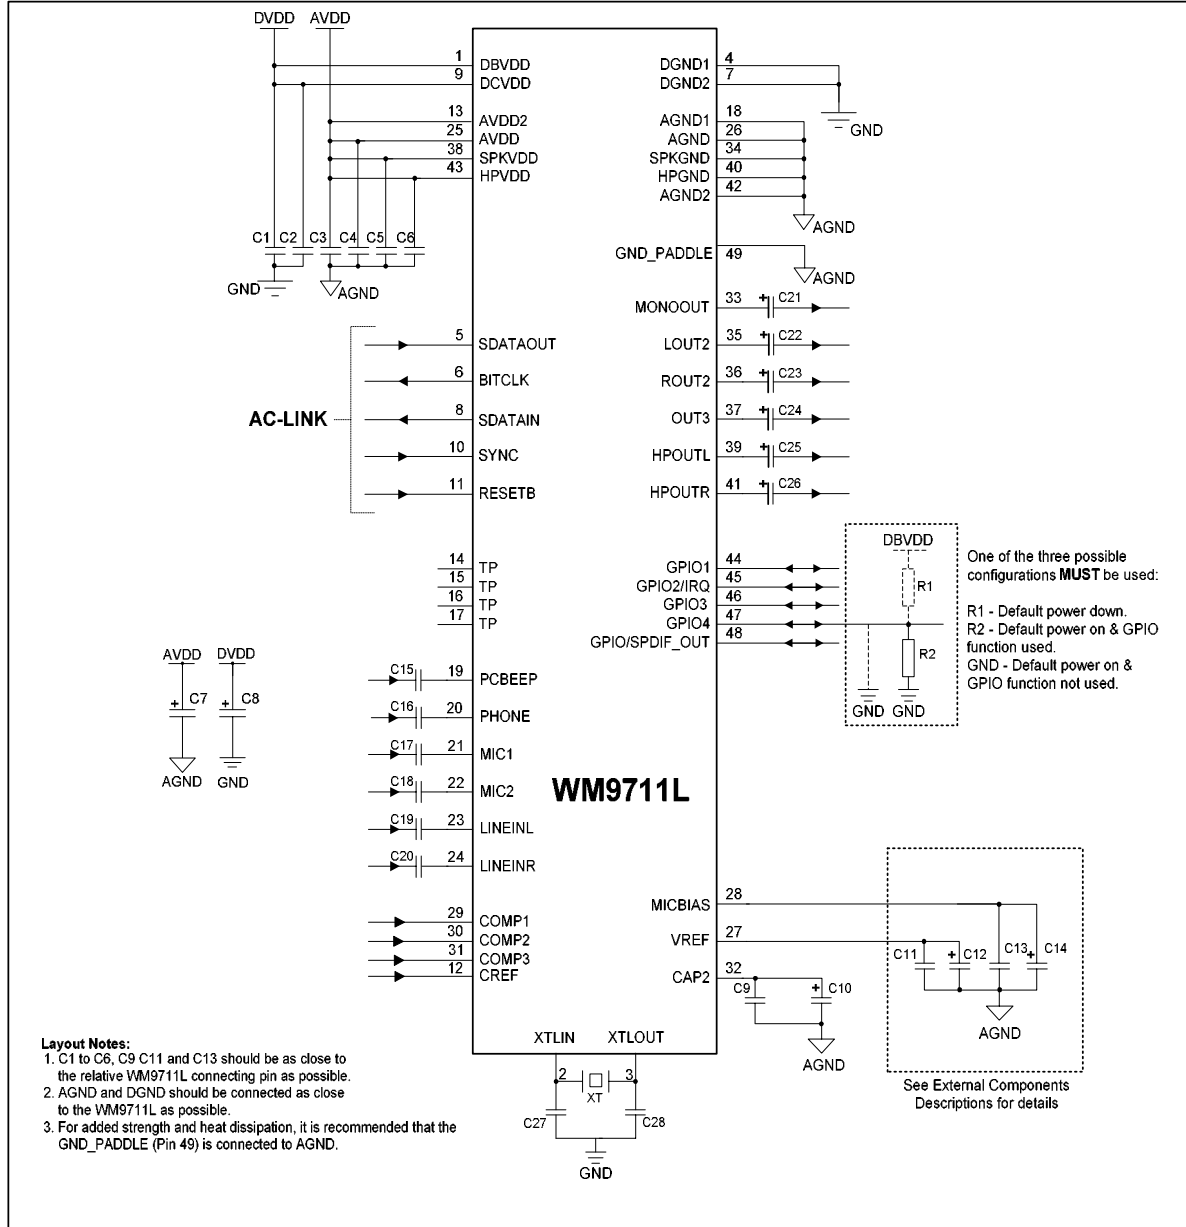 DVDD AVDD
1 DBVDD
9 DCVDD
13 AVDD2
25 AVDD
38 SPKVDD
43 HPVDD
C1 C2 C3 C4 C5 C6
GND AGND
DGND1 4
DGND2 7
GND
AGND1 18
AGND 26
SPKGND 34
HPGND 40
AGND2 42
AGND
GND_PADDLE 49
AGND
MONOOUT 33 + C21
LOUT2 35 + C22
ROUT2 36 + C23
OUT3 37 + C24
HPOUTL 39 + C25
HPOUTR 41 + C26
AC-LINK
5 SDATAOUT
6 BITCLK
8 SDATAIN
10 SYNC
11 RESETB
14 TP
15 TP
16 TP
17 TP
GPIO1 44
GPIO2/IRQ 45
GPIO3 46
GPIO4 47
GPIO/SPDIF_OUT 48
DBVDD
R1
R2
GND GND
One of the three possible
configurations MUST be used:
R1 - Default power down.
R2 - Default power on & GPIO
function used.
GND - Default power on &
GPIO function not used.
AVDD DVDD
+ C7 + C8
AGND GND
C15 19 PCBEEP
C16 20 PHONE
C17 21 MIC1
C18 22 MIC2
C19 23 LINEINL
C20 24 LINEINR
WM9711L
29 COMP1
30 COMP2
31 COMP3
12 CREF
MICBIAS 28
VREF 27
CAP2 32
C9 + C10
AGND
C11 + C12 C13 + C14
AGND
See External Components
Descriptions for details
XTLIN XTLOUT
2 3
XT
C27 C28
GND
Layout Notes:
1. C1 to C6, C9 C11 and C13 should be as close to
the relative WM9711L connecting pin as possible.
2. AGND and DGND should be connected as close
to the WM9711L as possible.
3. For added strength and heat dissipation, it is recommended that the
GND_PADDLE (Pin 49) is connected to AGND.